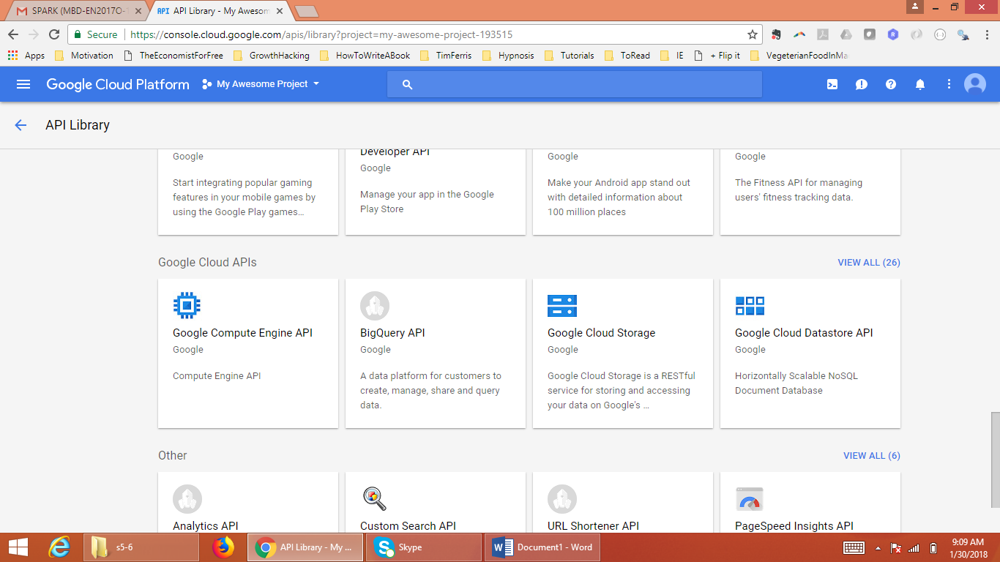 SPARK (MBD-EN2017O-
API Library - My Awesom
Secure
https://console.cloud.google.com/apis/library?project=my-awesome-project-193515
Apps
Motivation
TheEconomistForFree
GrowthHacking
HowToWriteABook
TimFerris
Hypnosis
Tutorials
ToRead
IE
+ Flip it
VegeterianFoodInMa
Google Cloud Platform
My Awesome Project
API Library
Google
Start integrating popular gaming
features in your mobile games by
using the Google Play games...
Developer API
Google
Manage your app in the Google
Play Store
Google
Make your Android app stand out
with detailed information about
100 million places
Google
The Fitness API for managing
users' fitness tracking data.
Google Cloud APIs
VIEW ALL (26)
Google Compute Engine API
Google
Compute Engine API
BigQuery API
Google
A data platform for customers to
create, manage, share and query
data.
Google Cloud Storage
Google
Google Cloud Storage is a RESTful
service for storing and accessing
your data on Google's ...
Google Cloud Datastore API
Google
Horizontally Scalable NoSQL
Document Database
Other
VIEW ALL (6)
Analytics API
Custom Search API
URL Shortener API
PageSpeed Insights API
s5-6
API Library - My ...
Skype
Document1 - Word
9:09 AM
1/30/2018